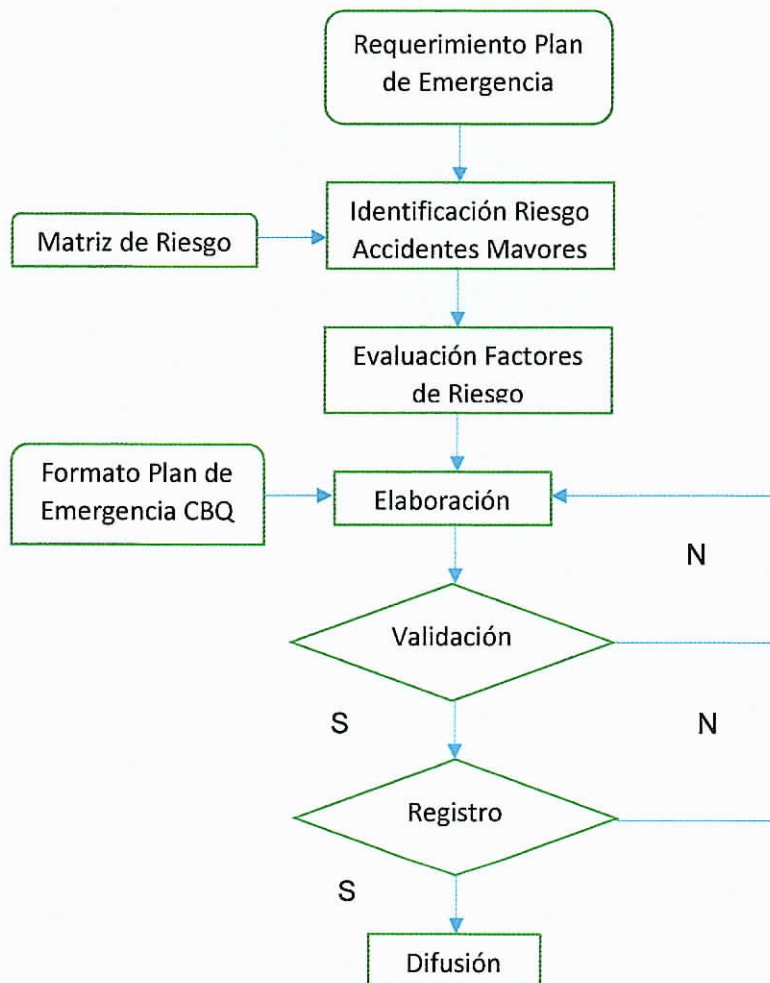 Requerimiento Plan
de Emergencia
Matriz de Riesgo
Identificación Riesgo
Accidentes Mayores
Evaluación Factores
de Riesgo
Formato Plan de
Emergencia CBQ
Elaboración
N
Validación
S
N
Registro
S
Difusión